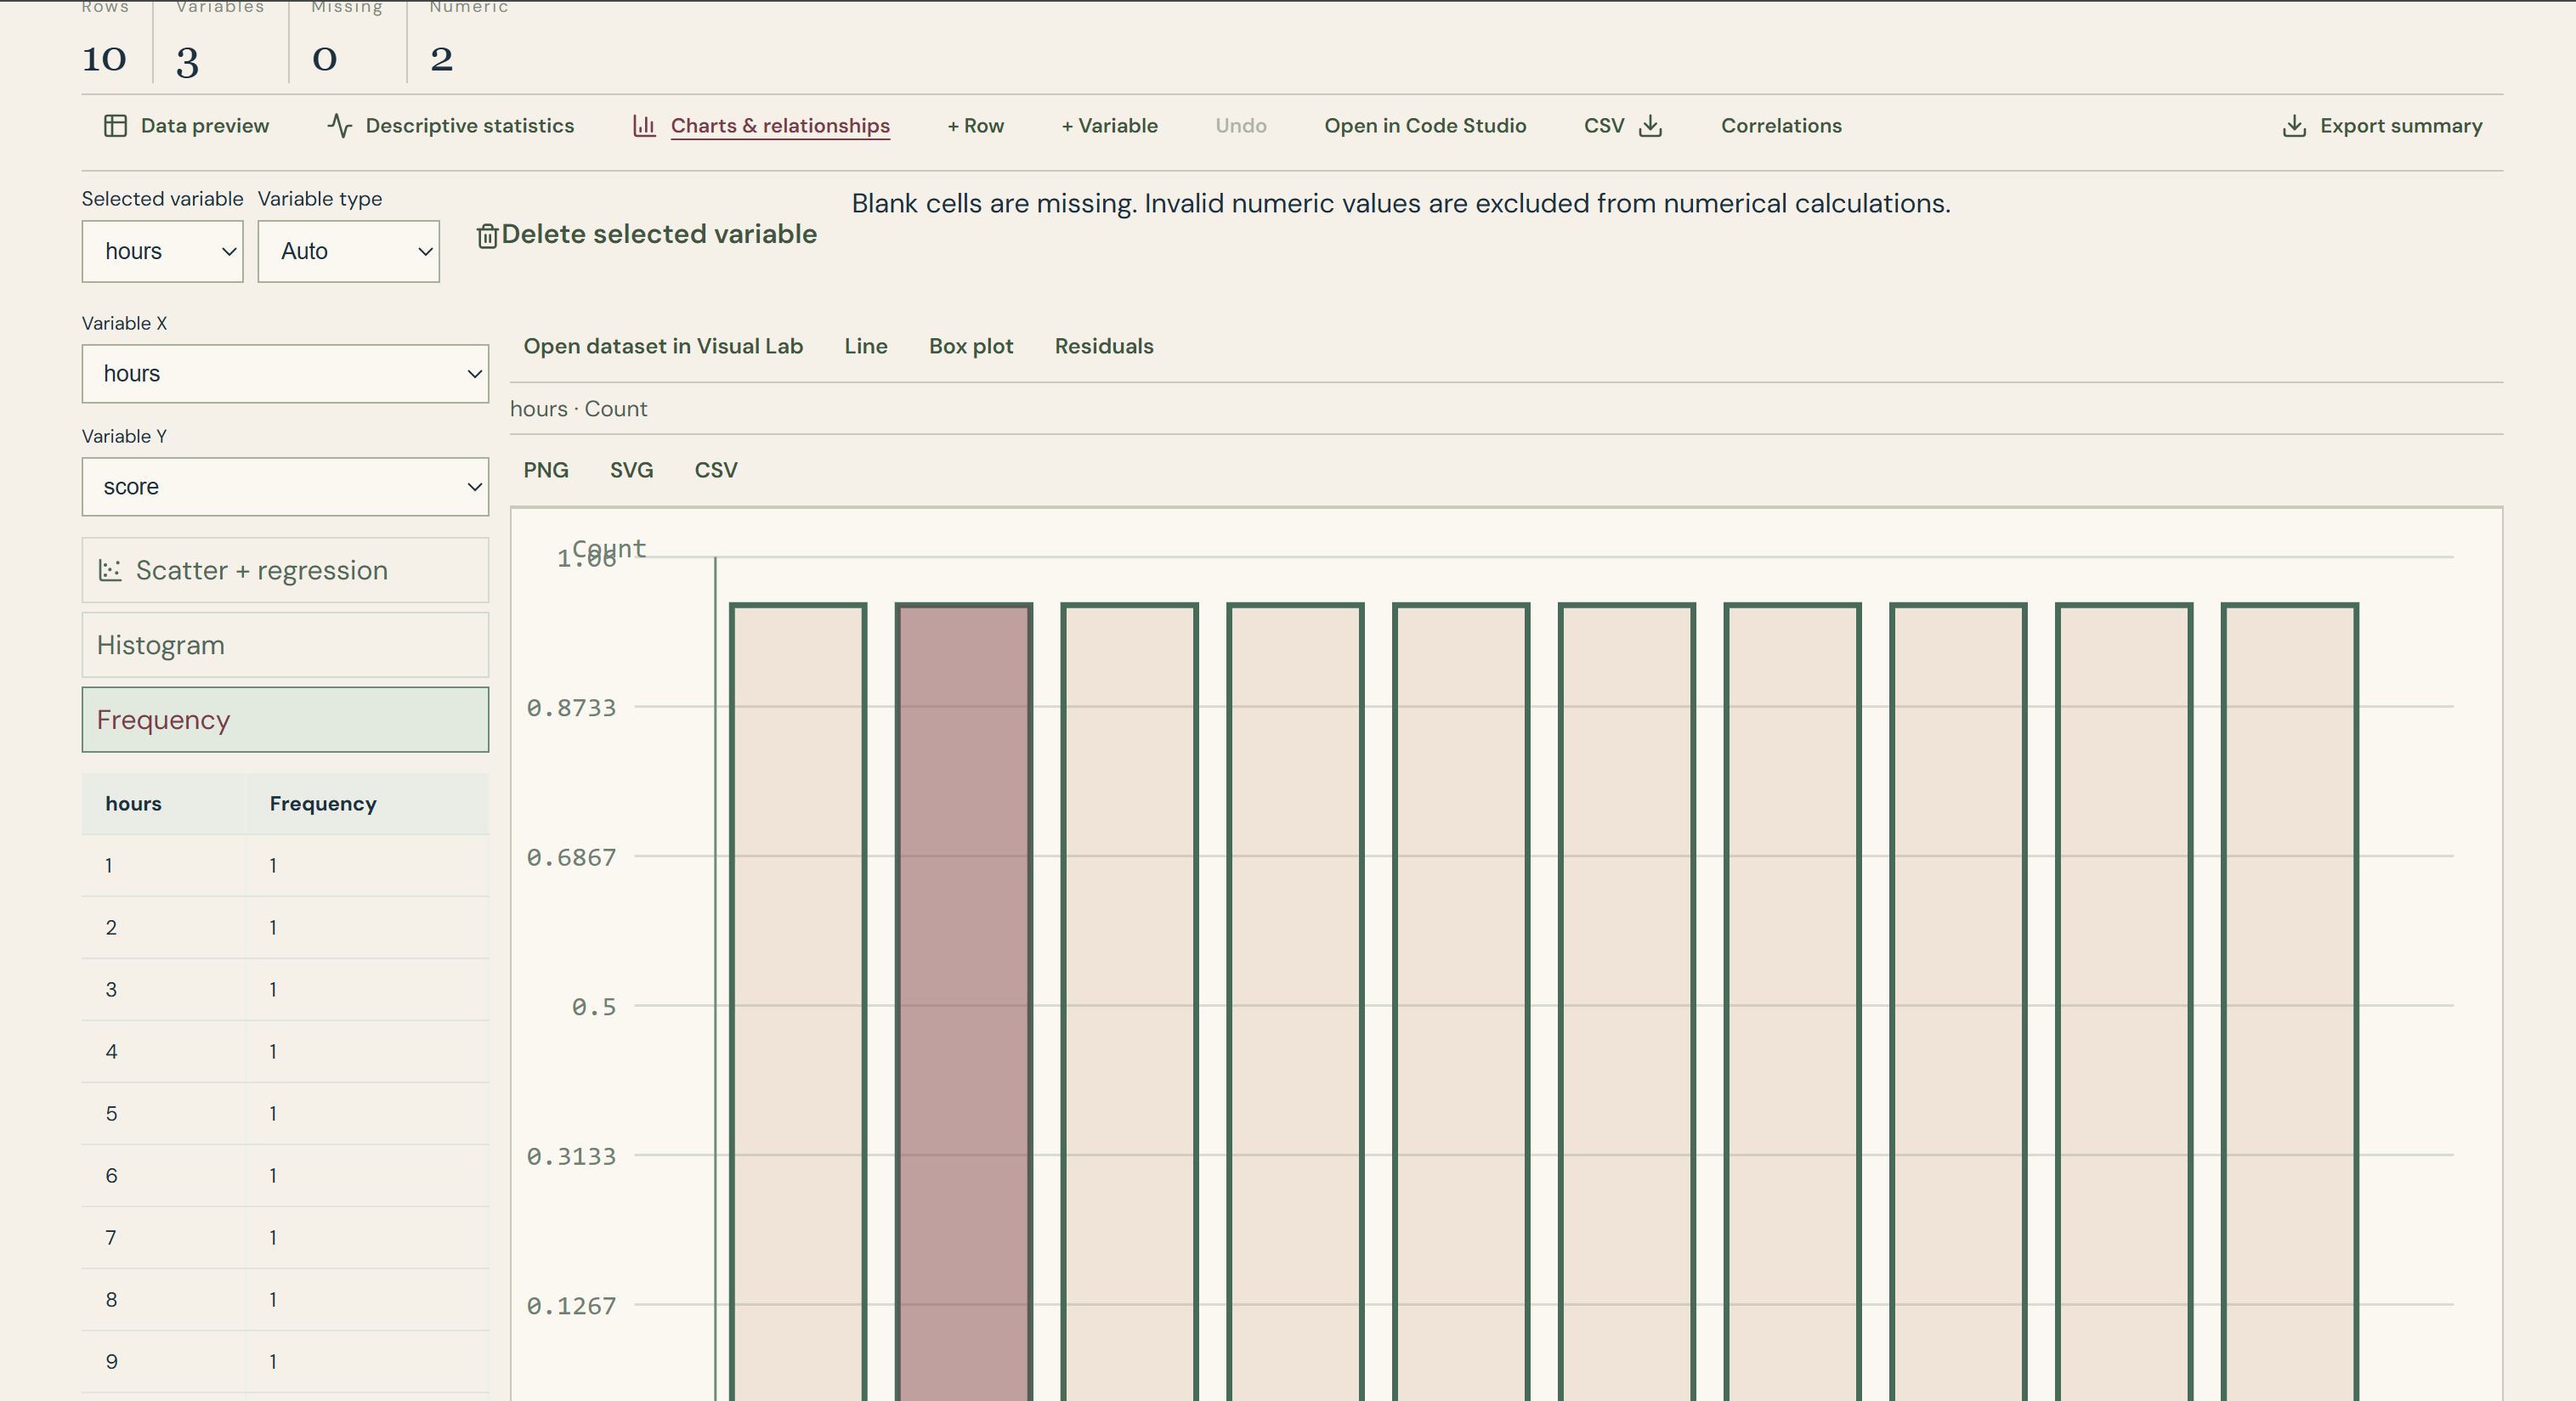 Rows Variables Missing Numeric
10 3 0 2
Data preview Descriptive statistics Charts & relationships + Row + Variable Undo Open in Code Studio CSV Correlations Export summary
Selected variable Variable type
Blank cells are missing. Invalid numeric values are excluded from numerical calculations.
hours Auto Delete selected variable
Variable X
hours
Open dataset in Visual Lab Line Box plot Residuals
hours · Count
Variable Y
score
PNG SVG CSV
Scatter + regression
Histogram
Frequency
hours Frequency
1 1
2 1
3 1
4 1
5 1
6 1
7 1
8 1
9 1
Count
1.06
0.8733
0.6867
0.5
0.3133
0.1267